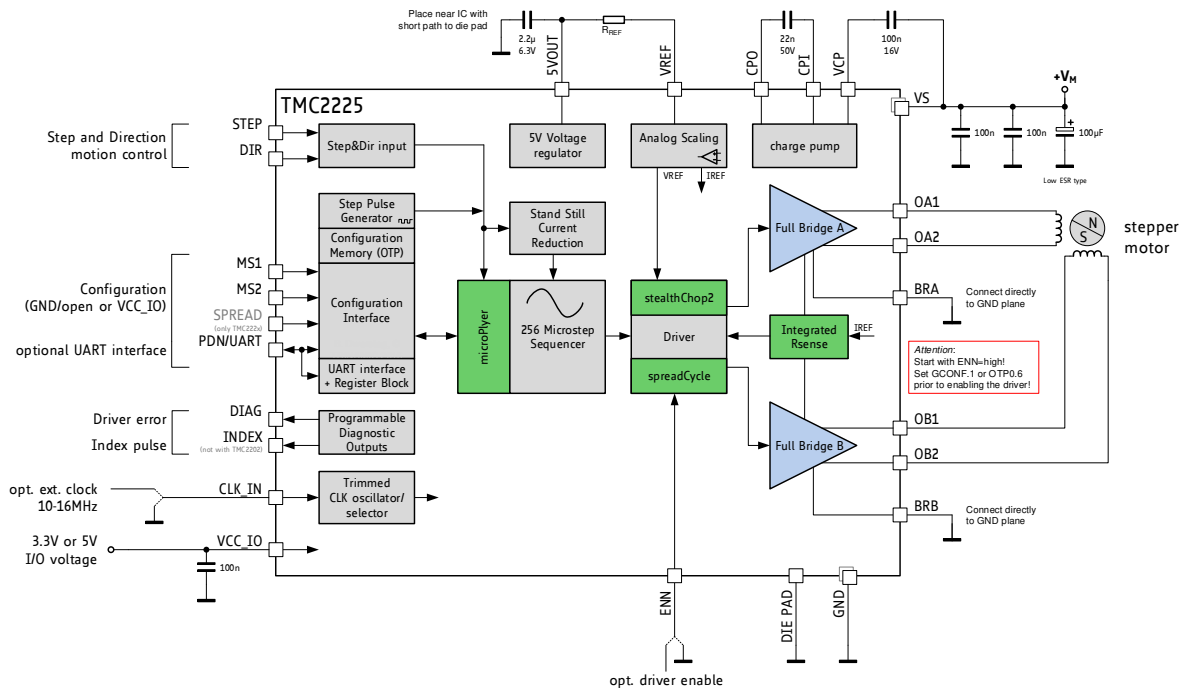 Place near IC with
short path to die pad
2.2µ
6.3V
5VOUT
RREF
VREF
CPO
22n
50V
CPI
VCP
100n
16V
+VM
VS
100n
100n
+
100µF
Low ESR type
TMC2225
Step and Direction
motion control
STEP
DIR
Step&Dir input
5V Voltage
regulator
Analog Scaling
VREF
IREF
charge pump
Step Pulse
Generator
Configuration
Memory (OTP)
Stand Still
Current
Reduction
Full Bridge A
OA1
OA2
N
S
stepper
motor
Configuration
(GND/open or VCC_IO)
optional UART interface
MS1
MS2
SPREAD
(only TMC222x)
PDN/UART
Configuration
Interface
UART interface
+ Register Block
microPlyer
256 Microstep
Sequencer
stealthChop2
Driver
spreadCycle
Integrated
Rsense
IREF
BRA
Connect directly
to GND plane
Attention:
Start with ENN=high!
Set GCONF.1 or OTP0.6
prior to enabling the driver!
Driver error
Index pulse
DIAG
INDEX
(not with TMC2202)
Programmable
Diagnostic
Outputs
Full Bridge B
OB1
OB2
opt. ext. clock
10-16MHz
CLK_IN
Trimmed
CLK oscillator/
selector
BRB
Connect directly
to GND plane
3.3V or 5V
I/O voltage
VCC_IO
100n
ENN
DIE PAD
GND
opt. driver enable